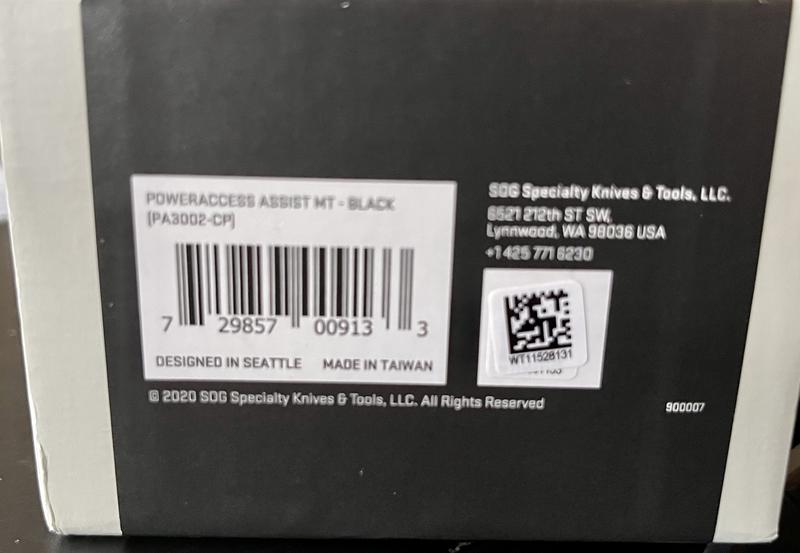 POWERACCESS ASSIST MT - BLACK
(PA3002-CP)
7 29857 00913 3
DESIGNED IN SEATTLE MADE IN TAIWAN
SOG Specialty Knives & Tools, LLC.
6521 212th ST SW,
Lynnwood, WA 98036 USA
+1 425 771 6230
WT11528131
© 2020 SOG Specialty Knives & Tools, LLC. All Rights Reserved
900007